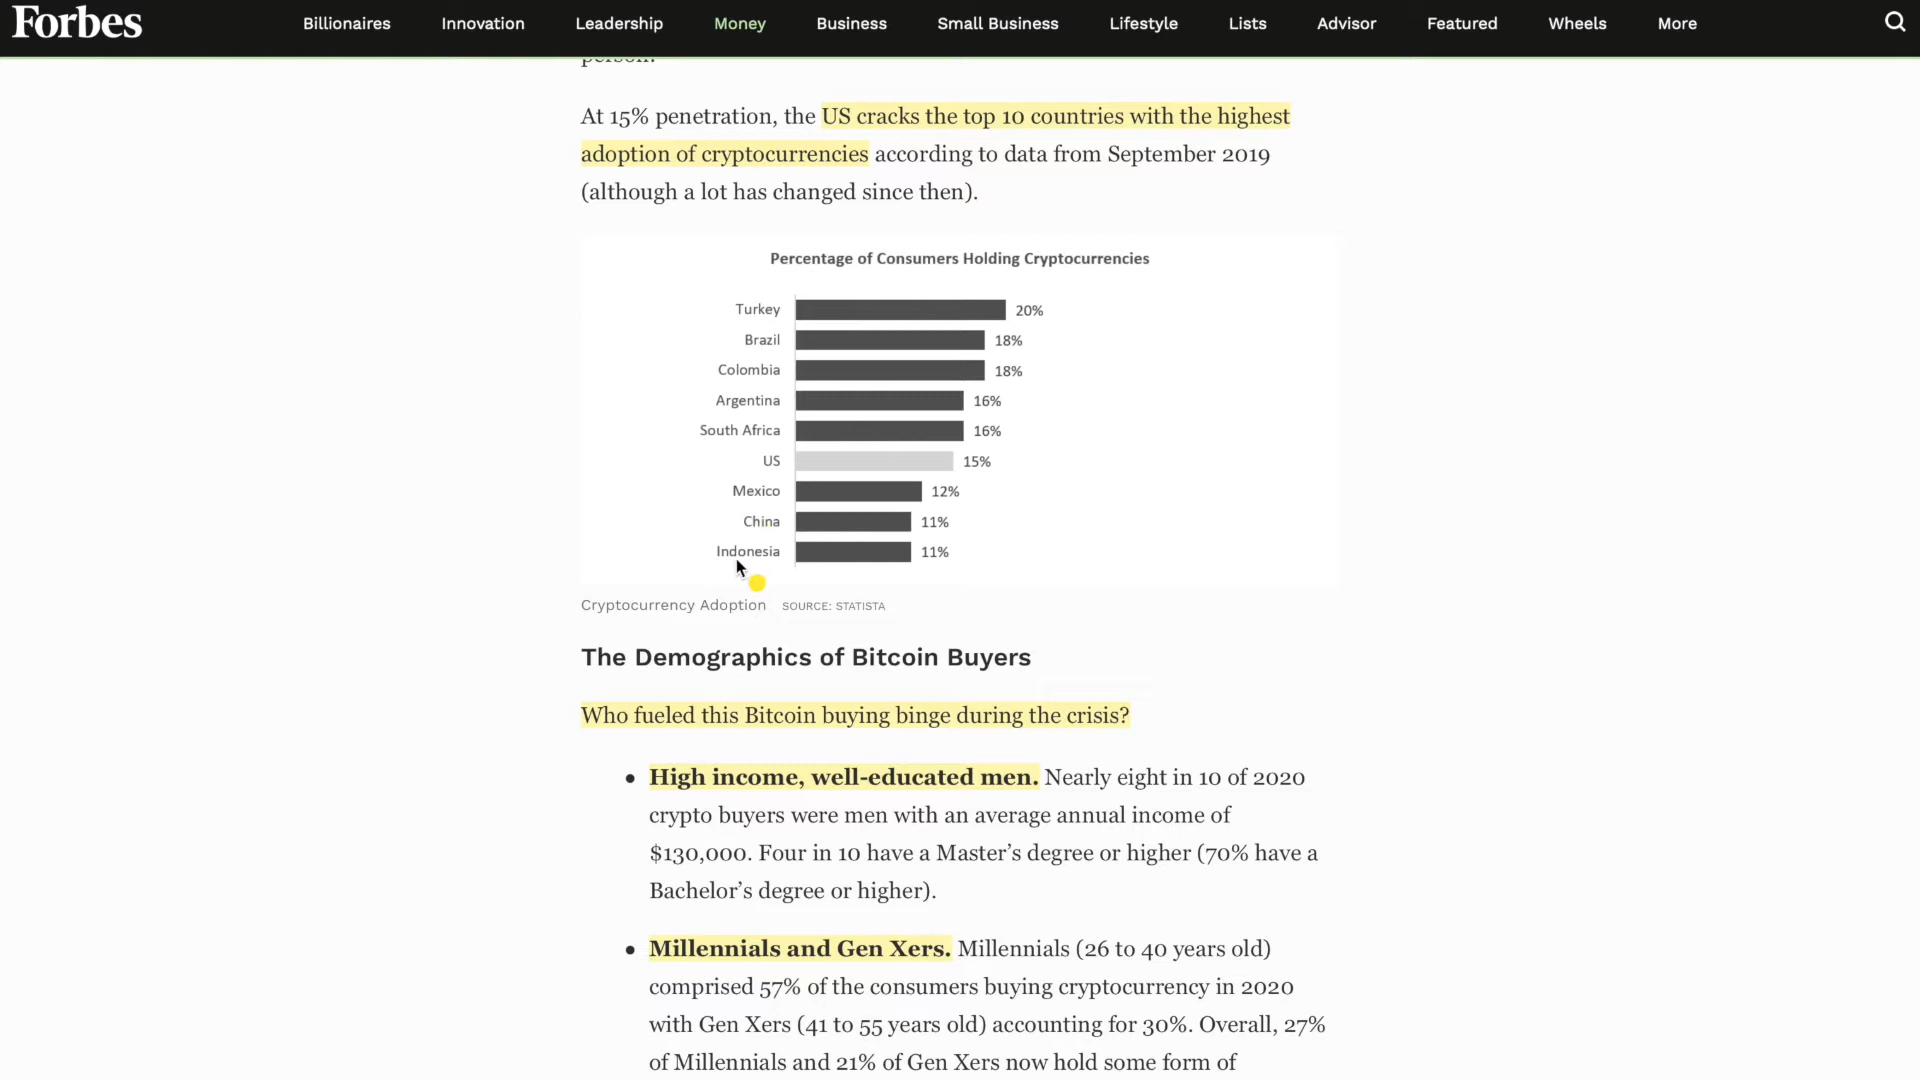 Forbes
Billionaires Innovation Leadership Money Business Small Business Lifestyle Lists Advisor Featured Wheels More
person.
At 15% penetration, the US cracks the top 10 countries with the highest
adoption of cryptocurrencies according to data from September 2019
(although a lot has changed since then).
Percentage of Consumers Holding Cryptocurrencies
Turkey 20%
Brazil 18%
Colombia 18%
Argentina 16%
South Africa 16%
US 15%
Mexico 12%
China 11%
Indonesia 11%
Cryptocurrency Adoption SOURCE: STATISTA
The Demographics of Bitcoin Buyers
Who fueled this Bitcoin buying binge during the crisis?
• High income, well-educated men. Nearly eight in 10 of 2020
crypto buyers were men with an average annual income of
$130,000. Four in 10 have a Master’s degree or higher (70% have a
Bachelor’s degree or higher).
• Millennials and Gen Xers. Millennials (26 to 40 years old)
comprised 57% of the consumers buying cryptocurrency in 2020
with Gen Xers (41 to 55 years old) accounting for 30%. Overall, 27%
of Millennials and 21% of Gen Xers now hold some form of